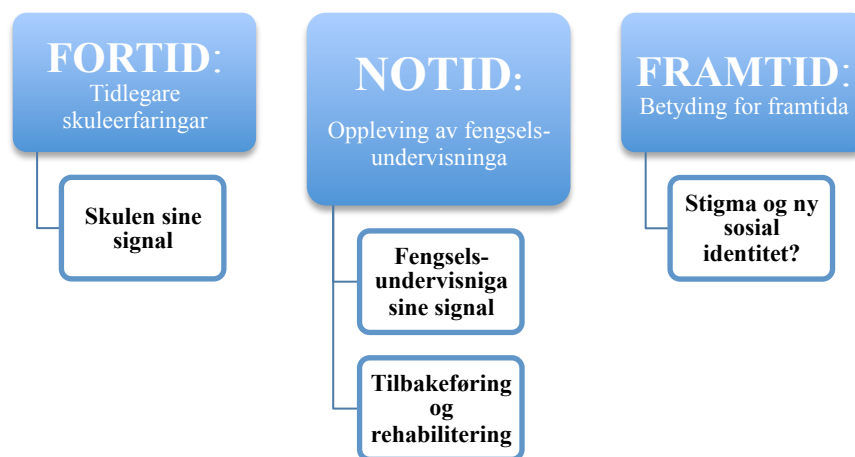 FORTID:
Tidlegare
skuleerfaringar
Skulen sine
signal
NOTID:
Oppleving av fengsels-
undervisninga
Fengsels-
undervisniga
sine signal
Tilbakeføring
og
rehabilitering
FRAMTID:
Betyding for framtida
Stigma og ny
sosial
identitet?